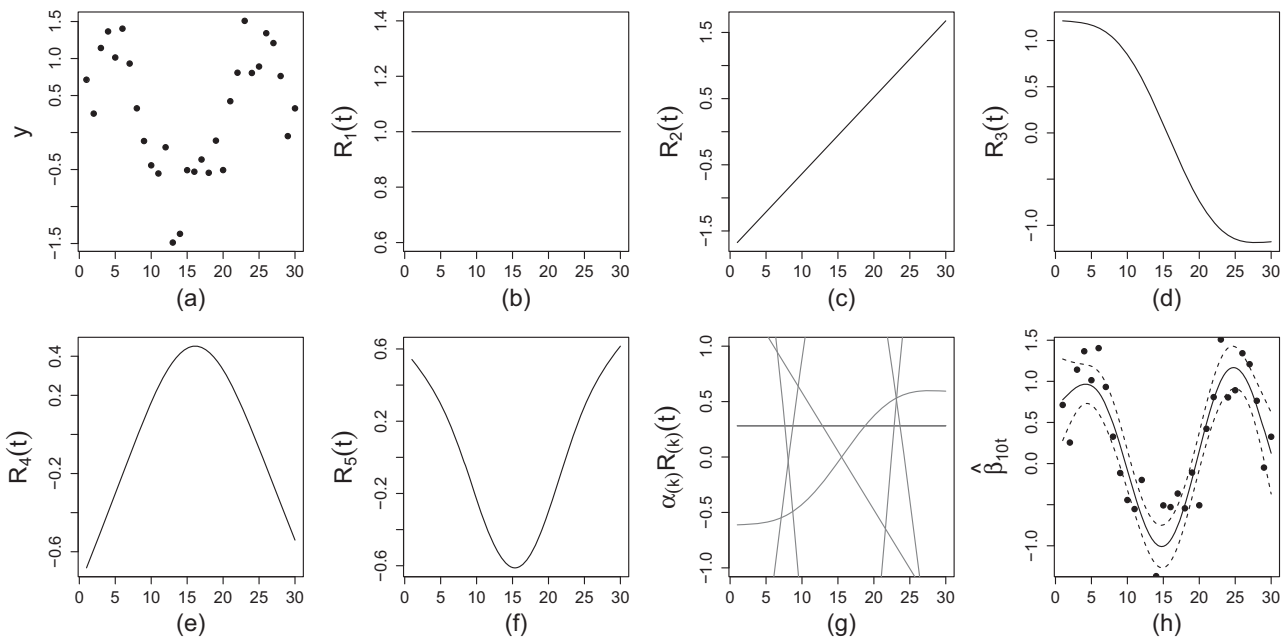 y
1.5
1.0
0.5
−0.5
−1.5
0 5 10 15 20 25 30
(a)
R₁(t)
1.4
1.2
1.0
0.8
0.6
0 5 10 15 20 25 30
(b)
R₂(t)
1.5
0.5
−0.5
−1.5
0 5 10 15 20 25 30
(c)
R₃(t)
1.0
0.0
−1.0
0 5 10 15 20 25 30
(d)
R₄(t)
0.4
0.2
−0.2
−0.6
0 5 10 15 20 25 30
(e)
R₅(t)
0.6
0.2
−0.2
−0.6
0 5 10 15 20 25 30
(f)
α₍ₖ₎R₍ₖ₎(t)
1.0
0.5
0.0
−0.5
−1.0
0 5 10 15 20 25 30
(g)
β̂₁₀ₜ
1.5
1.0
0.5
0.0
−1.0
0 5 10 15 20 25 30
(h)